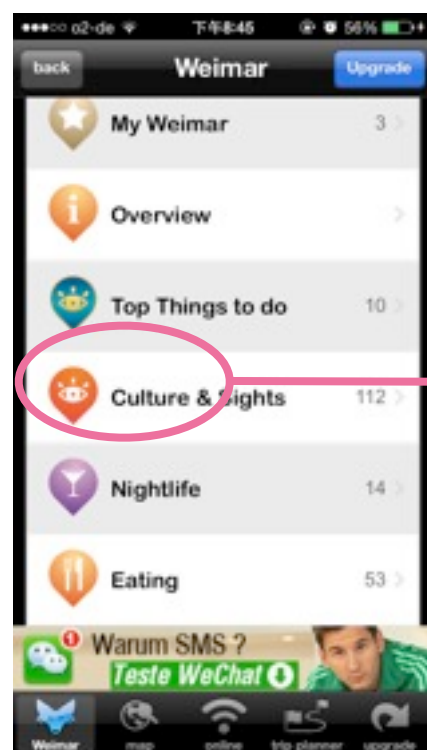 o2-de 下午8:45 56%
back Weimar Upgrade
My Weimar 3
Overview
Top Things to do 10
Culture & Sights 112
Nightlife 14
Eating 53
1 Warum SMS ?
Teste WeChat
Weimar map online trip planner upgrade